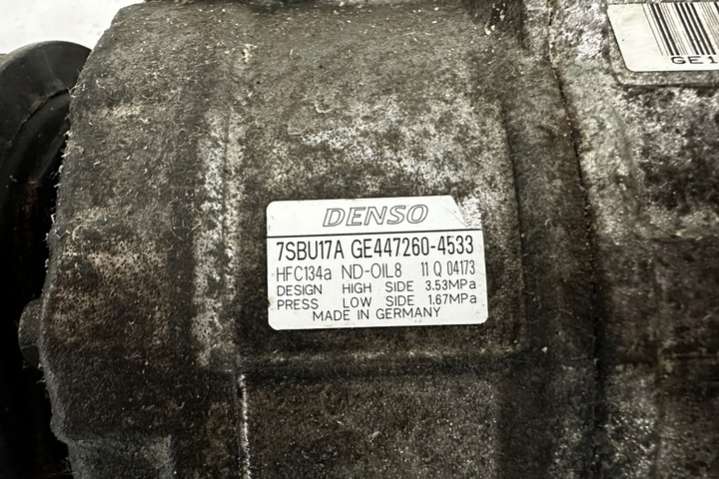 GE1
DENSO
7SBU17A GE447260-4533
HFC134a ND-OIL8 11 Q 04173
DESIGN HIGH SIDE 3.53MPa
PRESS LOW SIDE 1.67MPa
MADE IN GERMANY